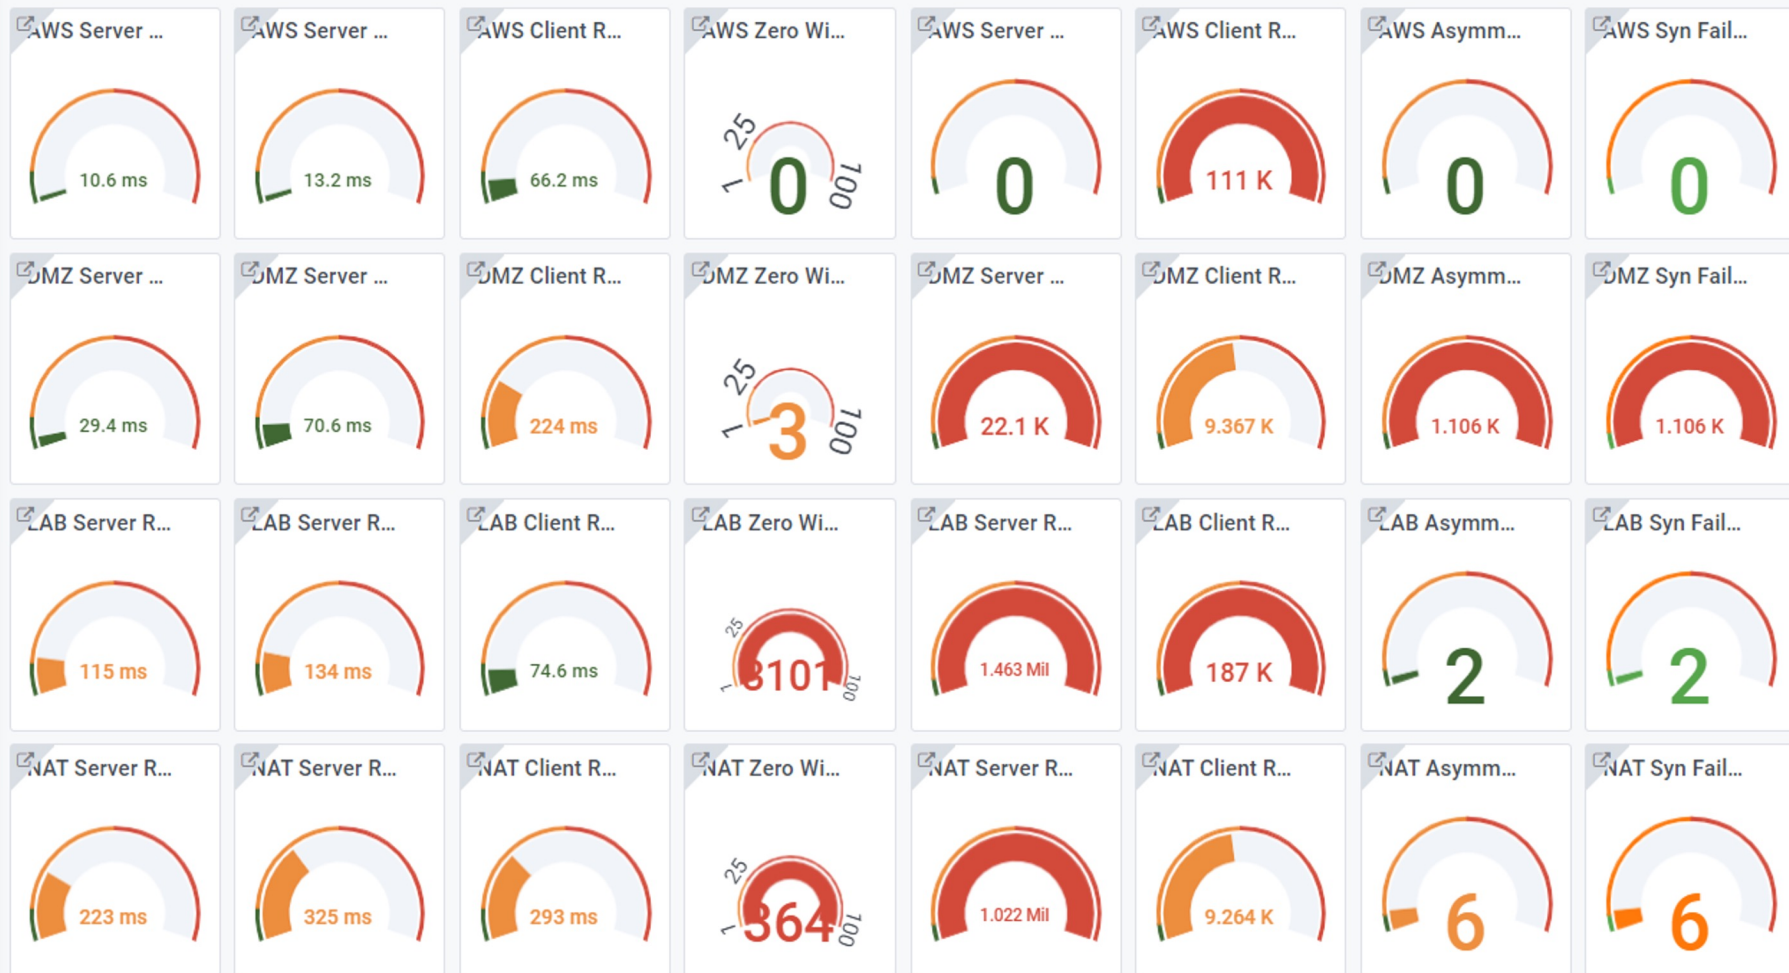 AWS Server ...
AWS Server ...
AWS Client R...
AWS Zero Wi...
AWS Server ...
AWS Client R...
AWS Asymm...
AWS Syn Fail...
10.6 ms
13.2 ms
66.2 ms
1
25
100
0
0
111 K
0
0
DMZ Server ...
DMZ Server ...
DMZ Client R...
DMZ Zero Wi...
DMZ Server ...
DMZ Client R...
DMZ Asymm...
DMZ Syn Fail...
29.4 ms
70.6 ms
224 ms
1
25
100
3
22.1 K
9.367 K
1.106 K
1.106 K
LAB Server R...
LAB Server R...
LAB Client R...
LAB Zero Wi...
LAB Server R...
LAB Client R...
LAB Asymm...
LAB Syn Fail...
115 ms
134 ms
74.6 ms
1
25
100
1.463 Mil
187 K
2
2
NAT Server R...
NAT Server R...
NAT Client R...
NAT Zero Wi...
NAT Server R...
NAT Client R...
NAT Asymm...
NAT Syn Fail...
223 ms
325 ms
293 ms
1
25
100
364
1.022 Mil
9.264 K
6
6